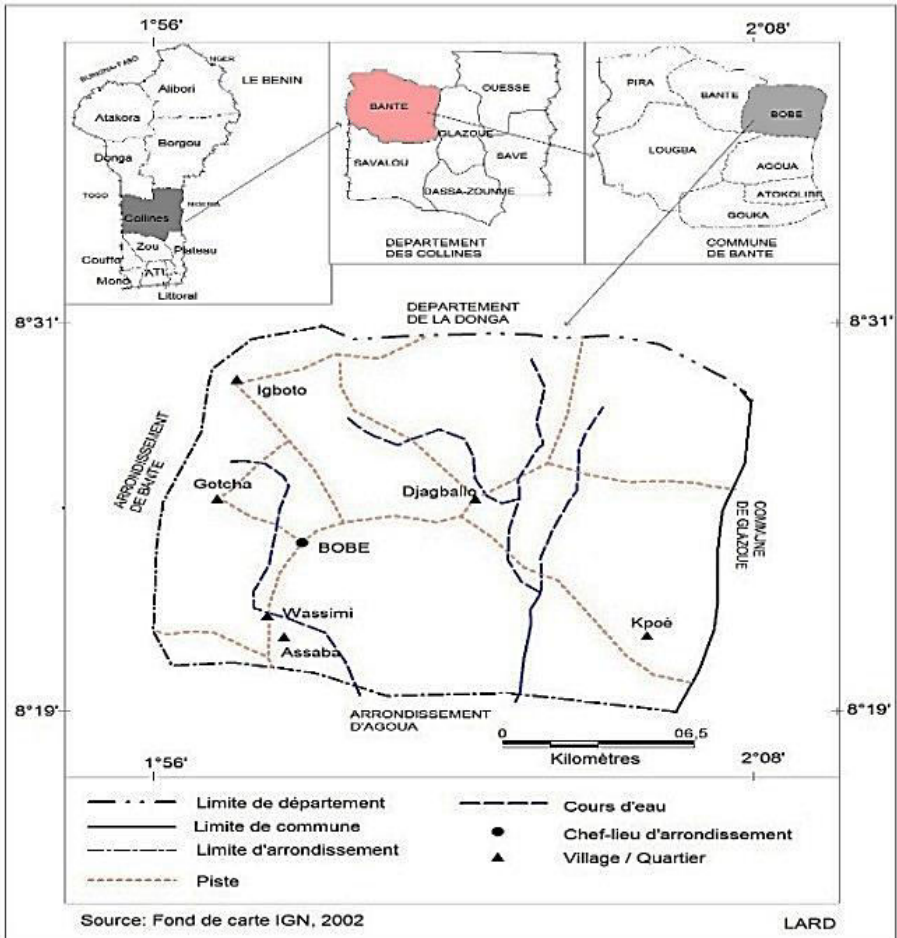 1°56'
2°08'
BURKINA-FASO
NIGER
LE BENIN
Alibori
Atakora
Borgou
Donga
TOGO
NIGERIA
Collines
Zou
Plateau
Couffo
ATL
Mono
Littoral
OUESSE
BANTE
GLAZOUE
SAVE
SAVALOU
DASSA-ZOUNME
DEPARTEMENT
DES COLLINES
PIRA
BANTE
BOBE
LOUGBA
AGOUA
ATOKOLIBE
GOUKA
COMMUNE
DE BANTE
8°31'
DEPARTEMENT
DE LA DONGA
8°31'
Igboto
ARRONDISSEMENT
DE BANTE
Gotcha
Djagballo
COMMUNE
DE GLAZOUE
BOBE
Wassimi
Kpoè
Assaba
8°19'
ARRONDISSEMENT
D'AGOUA
0 06,5
Kilomètres
8°19'
1°56'
2°08'
Limite de département
Limite de commune
Limite d'arrondissement
Piste
Cours d'eau
Chef-lieu d'arrondissement
Village / Quartier
Source: Fond de carte IGN, 2002
LARD